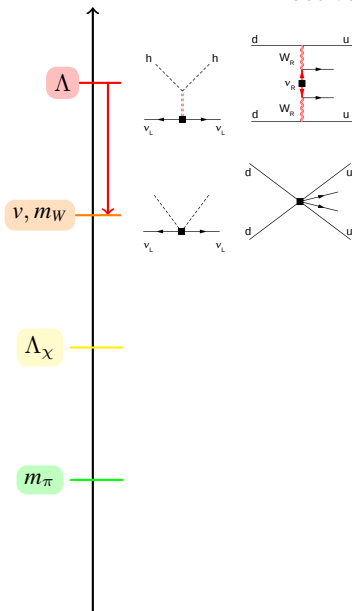 d u
h h W_R
Λ ν_R
W_R
ν_L ν_L d u
d u
v, m_W
ν_L ν_L d u
Λ_χ
m_π